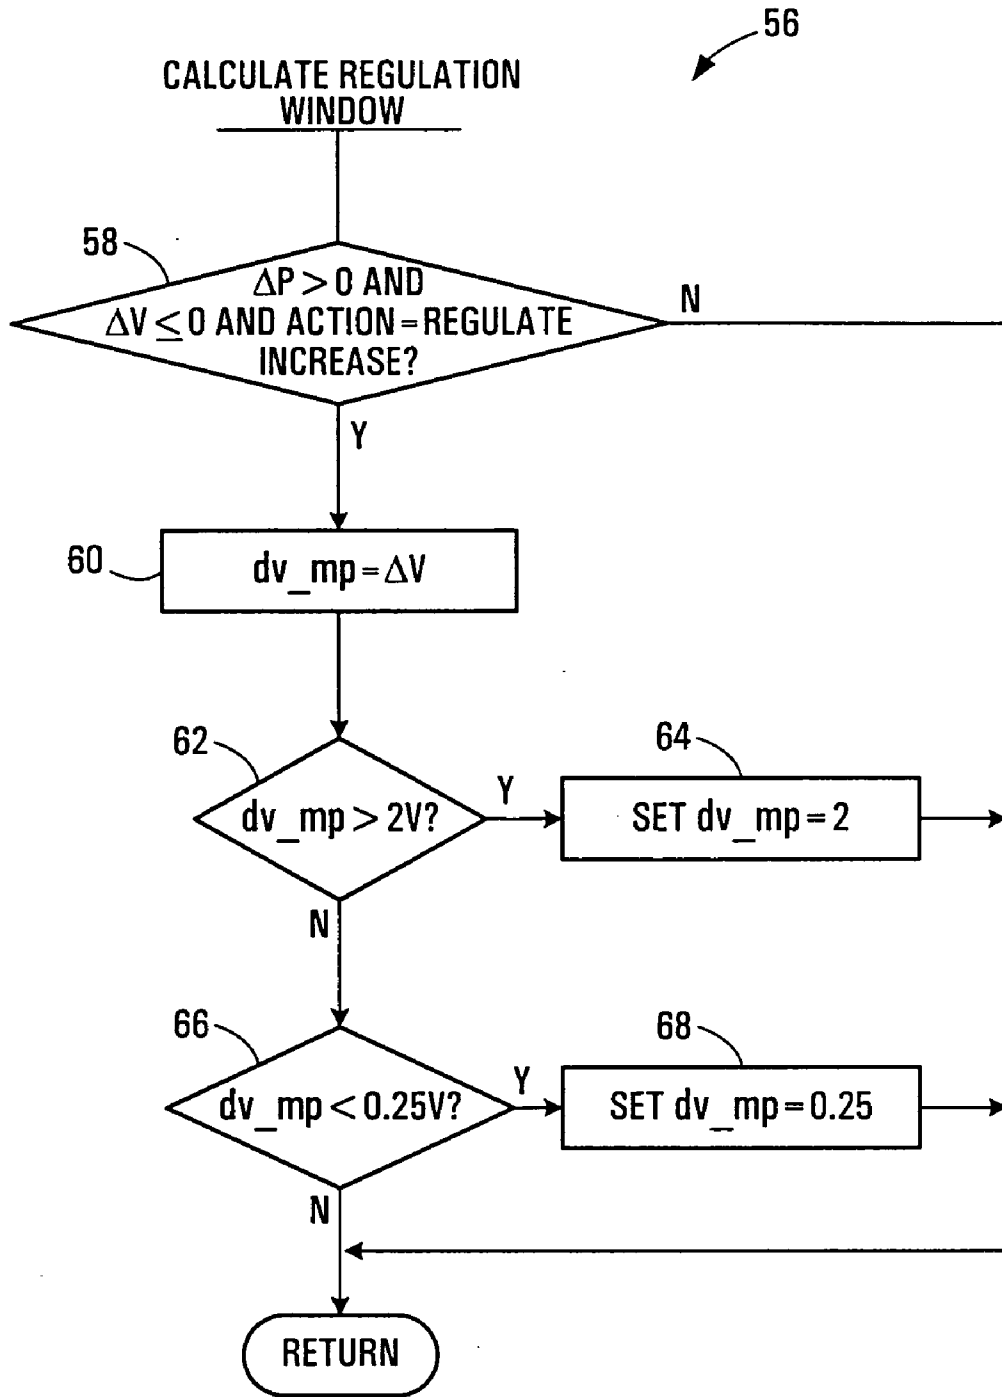 56
CALCULATE REGULATION
WINDOW
58
ΔP > 0 AND
ΔV ≤ 0 AND ACTION = REGULATE
INCREASE?
N
Y
60
dv_mp = ΔV
62
dv_mp > 2V?
Y
64
SET dv_mp = 2
N
66
dv_mp < 0.25V?
Y
68
SET dv_mp = 0.25
N
RETURN